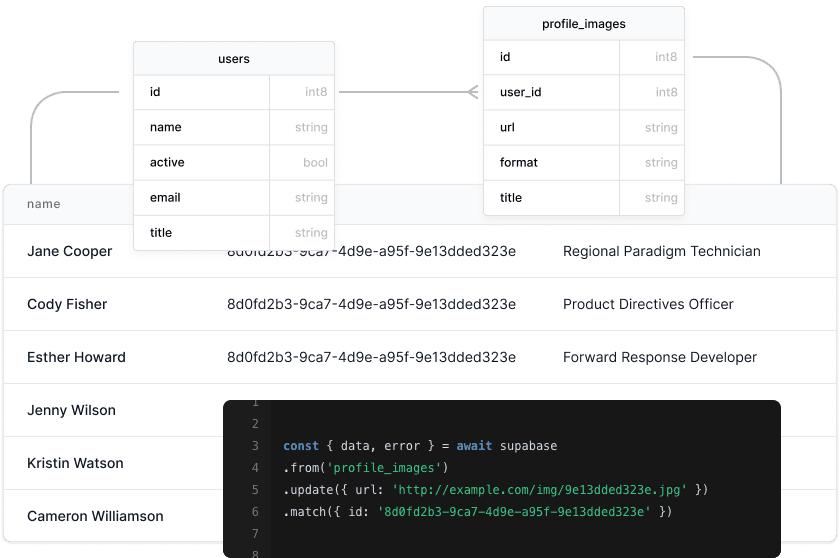 profile_images
id int8
user_id int8
url string
format string
title string
users
id int8
name string
active bool
email string
title string
name
Jane Cooper 8d0fd2b3-9ca7-4d9e-a95f-9e13dded323e Regional Paradigm Technician
Cody Fisher 8d0fd2b3-9ca7-4d9e-a95f-9e13dded323e Product Directives Officer
Esther Howard 8d0fd2b3-9ca7-4d9e-a95f-9e13dded323e Forward Response Developer
Jenny Wilson
Kristin Watson
Cameron Williamson
1
2
3 const { data, error } = await supabase
4 .from('profile_images')
5 .update({ url: 'http://example.com/img/9e13dded323e.jpg' })
6 .match({ id: '8d0fd2b3-9ca7-4d9e-a95f-9e13dded323e' })
7
8